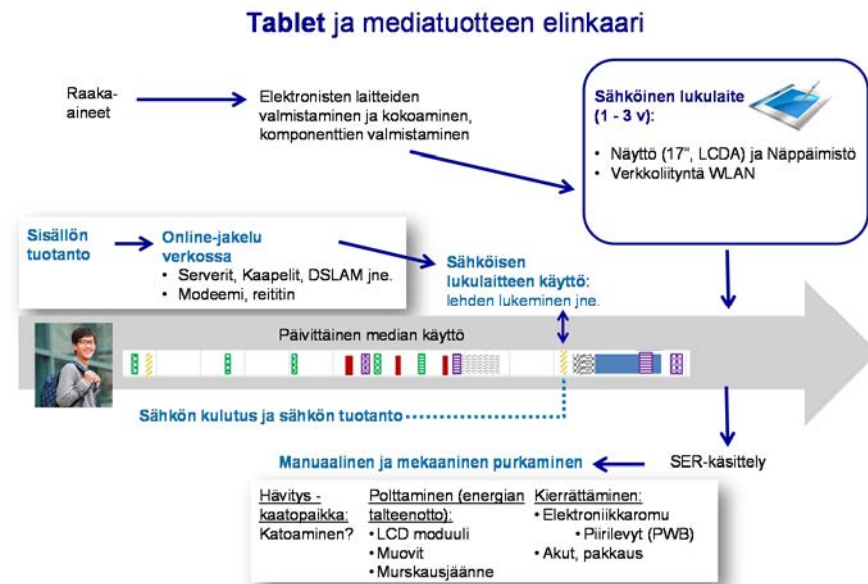 Tablet ja mediatuotteen elinkaari
Raaka-
aineet
Elektronisten laitteiden
valmistaminen ja kokoaminen,
komponenttien valmistaminen
Sähköinen lukulaite
(1 - 3 v):
• Näyttö (17", LCDA) ja Näppäimistö
• Verkkoliityntä WLAN
Sisällön
tuotanto
Online-jakelu
verkossa
• Serverit, Kaapelit, DSLAM jne.
• Modeemi, reititin
Sähköisen
lukulaitteen käyttö:
lehden lukeminen jne.
Päivittäinen median käyttö
Sähkön kulutus ja sähkön tuotanto
Manuaalinen ja mekaaninen purkaminen
SER-käsittely
Hävitys -
kaatopaikka:
Katoaminen?
Polttaminen (energian
talteenotto):
• LCD moduuli
• Muovit
• Murskausjäänne
Kierrättäminen:
• Elektroniikkaromu
• Piirilevyt (PWB)
• Akut, pakkaus